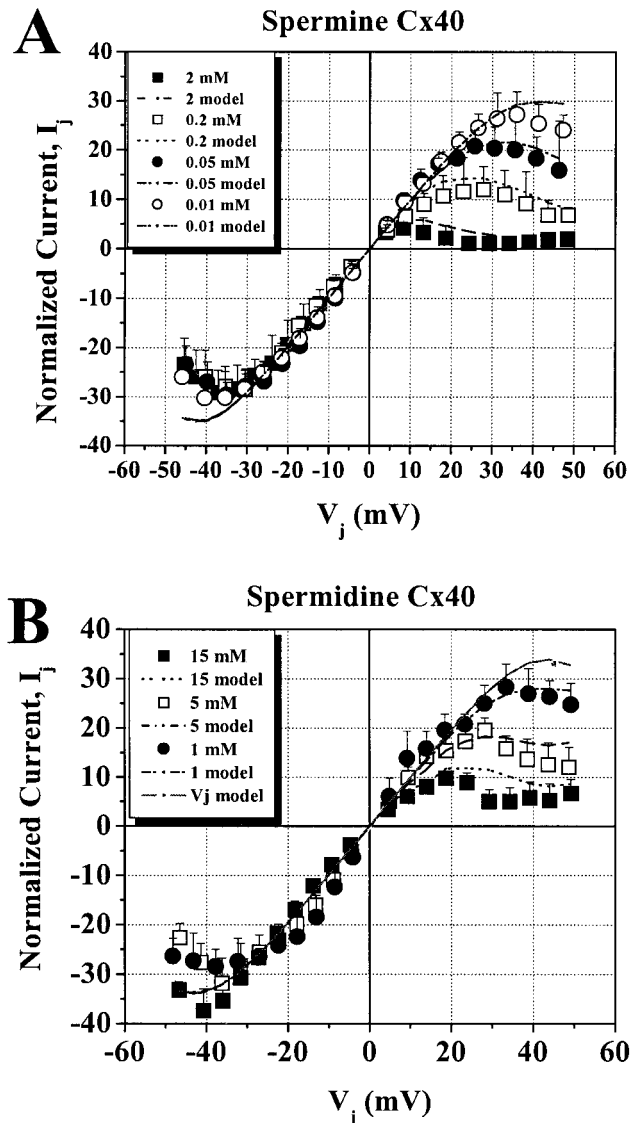 A
Spermine Cx40
Normalized Current, Ij
40
30
20
10
0
-10
-20
-30
-40
2 mM
2 model
0.2 mM
0.2 model
0.05 mM
0.05 model
0.01 mM
0.01 model
-60 -50 -40 -30 -20 -10 0 10 20 30 40 50 60
Vj (mV)
B
Spermidine Cx40
Normalized Current, Ij
40
30
20
10
0
-10
-20
-30
-40
15 mM
15 model
5 mM
5 model
1 mM
1 model
Vj model
-60 -40 -20 0 20 40 60
Vj (mV)